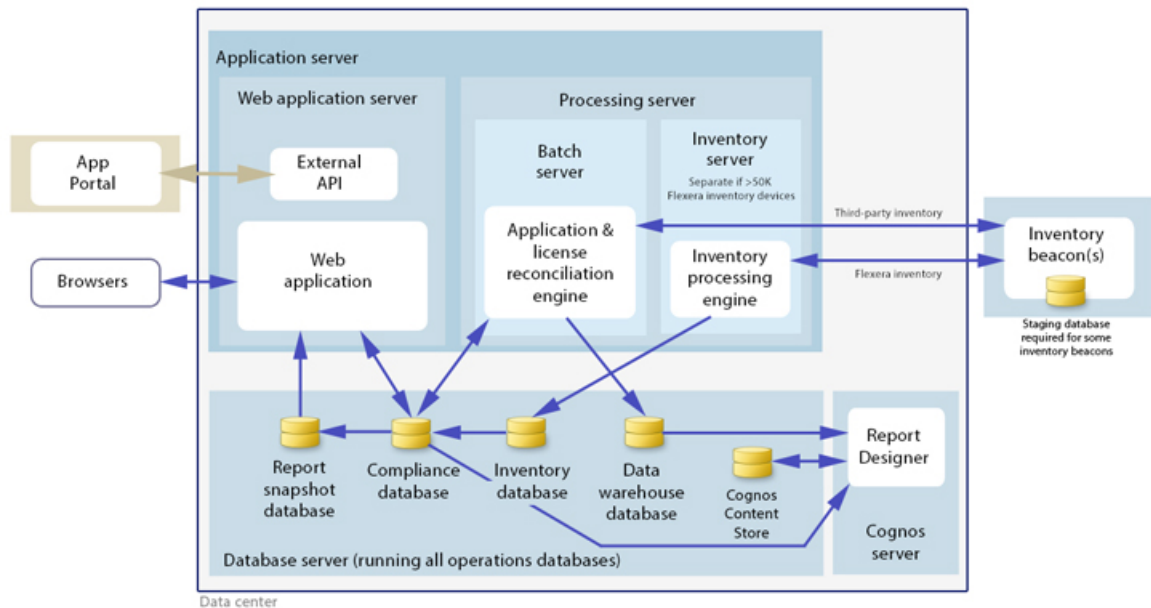 Application server
Web application server
Processing server
App
Portal
External
API
Batch
server
Inventory
server
Separate if >50K
Flexera inventory devices
Third-party inventory
Application &
license
reconciliation
engine
Inventory
processing
engine
Inventory
beacon(s)
Browsers
Web
application
Flexera inventory
Staging database
required for some
inventory beacons
Report
snapshot
database
Compliance
database
Inventory
database
Data
warehouse
database
Cognos
Content
Store
Report
Designer
Cognos
server
Database server (running all operations databases)
Data center